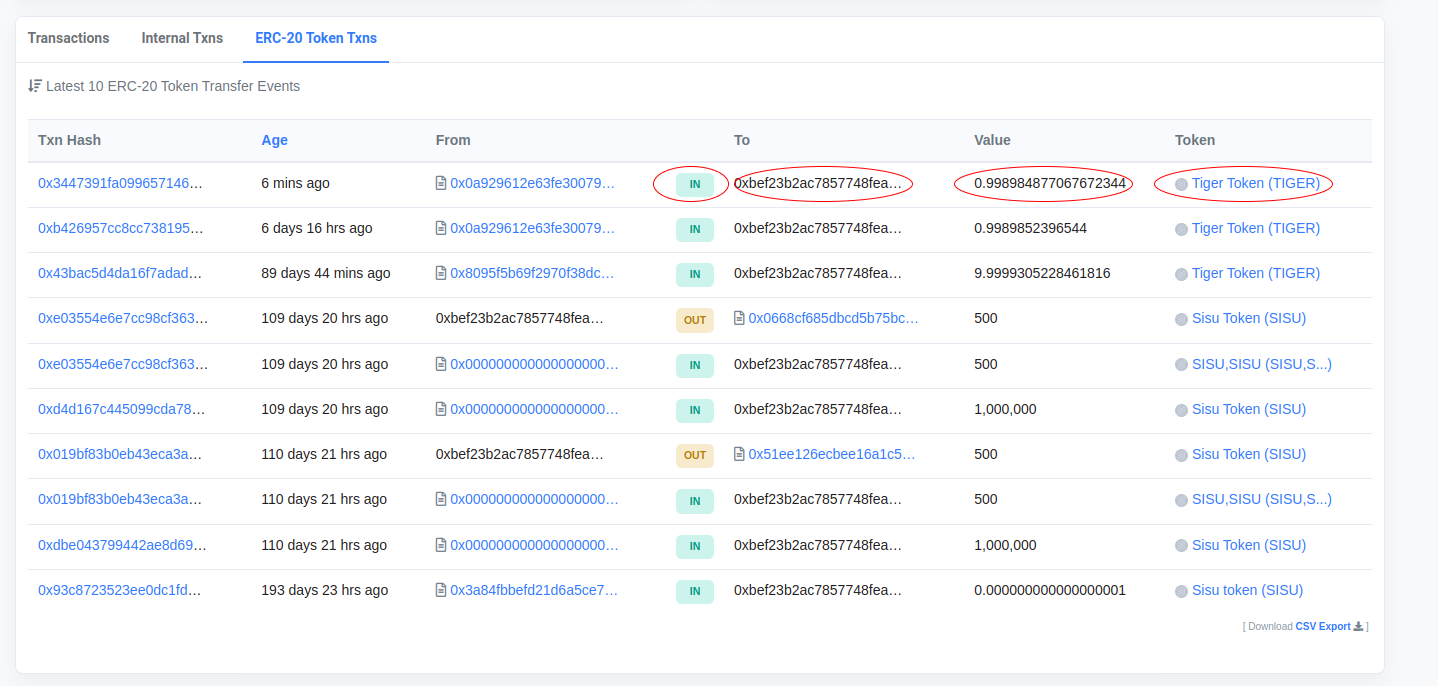 Transactions Internal Txns ERC-20 Token Txns
Latest 10 ERC-20 Token Transfer Events
Txn Hash Age From To Value Token
0x3447391fa099657146... 6 mins ago 0x0a929612e63fe30079... IN 0xbef23b2ac7857748fea... 0.998984877067672344 Tiger Token (TIGER)
0xb426957cc8cc738195... 6 days 16 hrs ago 0x0a929612e63fe30079... IN 0xbef23b2ac7857748fea... 0.9989852396544 Tiger Token (TIGER)
0x43bac5d4da16f7adad... 89 days 44 mins ago 0x8095f5b69f2970f38dc... IN 0xbef23b2ac7857748fea... 9.9999305228461816 Tiger Token (TIGER)
0xe03554e6e7cc98cf363... 109 days 20 hrs ago 0xbef23b2ac7857748fea... OUT 0x0668cf685dbcd5b75bc... 500 Sisu Token (SISU)
0xe03554e6e7cc98cf363... 109 days 20 hrs ago 0x000000000000000000... IN 0xbef23b2ac7857748fea... 500 SISU,SISU (SISU,S...)
0xd4d167c445099cda78... 109 days 20 hrs ago 0x000000000000000000... IN 0xbef23b2ac7857748fea... 1,000,000 Sisu Token (SISU)
0x019bf83b0eb43eca3a... 110 days 21 hrs ago 0xbef23b2ac7857748fea... OUT 0x51ee126ecbee16a1c5... 500 Sisu Token (SISU)
0x019bf83b0eb43eca3a... 110 days 21 hrs ago 0x000000000000000000... IN 0xbef23b2ac7857748fea... 500 SISU,SISU (SISU,S...)
0xdbe043799442ae8d69... 110 days 21 hrs ago 0x000000000000000000... IN 0xbef23b2ac7857748fea... 1,000,000 Sisu Token (SISU)
0x93c8723523ee0dc1fd... 193 days 23 hrs ago 0x3a84fbbefd21d6a5ce7... IN 0xbef23b2ac7857748fea... 0.000000000000000001 Sisu token (SISU)
[ Download CSV Export ]